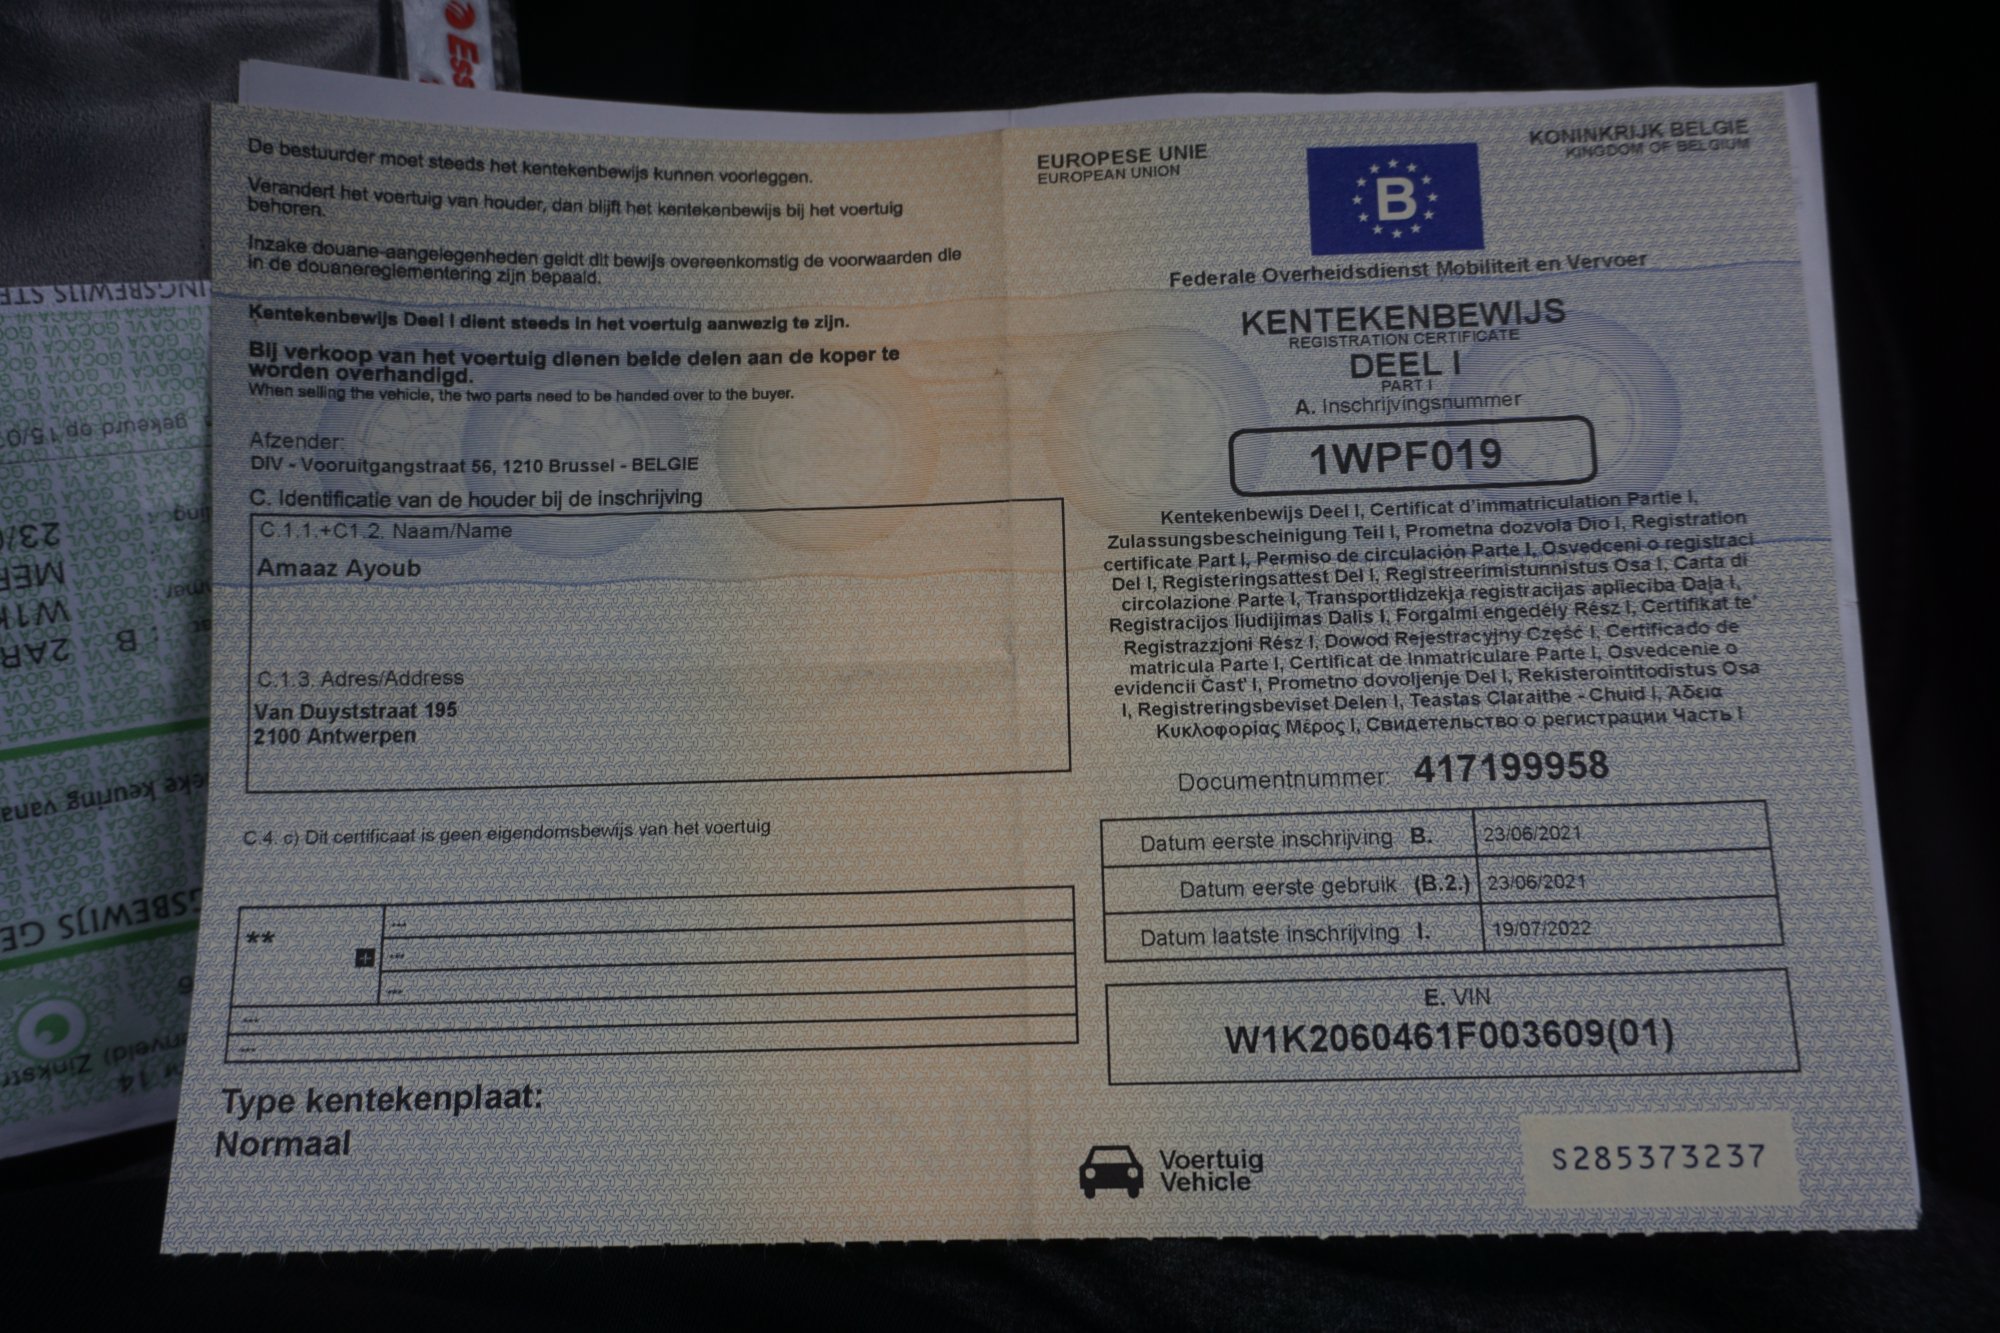 Ess
De bestuurder moet steeds het kentekenbewijs kunnen voorleggen.
Verandert het voertuig van houder, dan blijft het kentekenbewijs bij het voertuig
behoren.
Inzake douane-aangelegenheden geldt dit bewijs overeenkomstig de voorwaarden die
in de douanereglementering zijn bepaald.
Kentekenbewijs Deel I dient steeds in het voertuig aanwezig te zijn.
Bij verkoop van het voertuig dienen beide delen aan de koper te
worden overhandigd.
When selling the vehicle, the two parts need to be handed over to the buyer.
Afzender:
DIV - Vooruitgangstraat 56, 1210 Brussel - BELGIE
C. Identificatie van de houder bij de inschrijving
C.1.1.+C1.2. Naam/Name
Amaaz Ayoub
C.1.3. Adres/Address
Van Duyststraat 195
2100 Antwerpen
C.4. c) Dit certificaat is geen eigendomsbewijs van het voertuig
**
---
---
---
---
---
Type kentekenplaat:
Normaal
EUROPESE UNIE
EUROPEAN UNION
B
KONINKRIJK BELGIE
KINGDOM OF BELGIUM
Federale Overheidsdienst Mobiliteit en Vervoer
KENTEKENBEWIJS
REGISTRATION CERTIFICATE
DEEL I
PART I
A. Inschrijvingsnummer
1WPF019
Kentekenbewijs Deel I, Certificat d'immatriculation Partie I,
Zulassungsbescheinigung Teil I, Prometna dozvola Dio I, Registration
certificate Part I, Permiso de circulación Parte I, Osvedceni o registraci
Del I, Registeringsattest Del I, Registreerimistunnistus Osa I, Carta di
circolazione Parte I, Transportlidzekja registracijas aplieciba Daļa I,
Registracijos liudijimas Dalis I, Forgalmi engedély Rész I, Certifikat te'
Registrazzjoni Rész I, Dowod Rejestracyjny Część I, Certificado de
matricula Parte I, Certificat de Inmatriculare Parte I, Osvedcenie o
evidencii Čast' I, Prometno dovoljenje Del I, Rekisterointitodistus Osa
I, Registreringsbeviset Delen I, Teastas Claraithe - Chuid I, Άδεια
Κυκλοφορίας Μέρος I, Свидетельство о регистрации Часть I
Documentnummer: 417199958
Datum eerste inschrijving B. 23/06/2021
Datum eerste gebruik (B.2.) 23/06/2021
Datum laatste inschrijving I. 19/07/2022
E. VIN
W1K2060461F003609(01)
Voertuig
Vehicle
S285373237